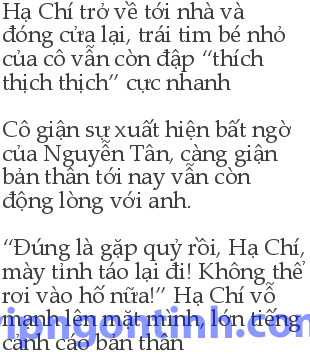 Hạ Chí trở về tới nhà và
đóng cửa lại, trái tim bé nhỏ
của cô vẫn còn đập “thích
thịch thịch” cực nhanh
Cô giận sự xuất hiện bất ngờ
của Nguyễn Tân, càng giận
bản thân tới nay vẫn còn
động lòng với anh.
“Đúng là gặp quỷ rồi, Hạ Chí,
mày tỉnh táo lại đi! Không thể
rơi vào hố nữa!” Hạ Chí vỗ
mạnh lên mặt mình, lớn tiếng
cảnh cáo bản thân
ipngontinh.com